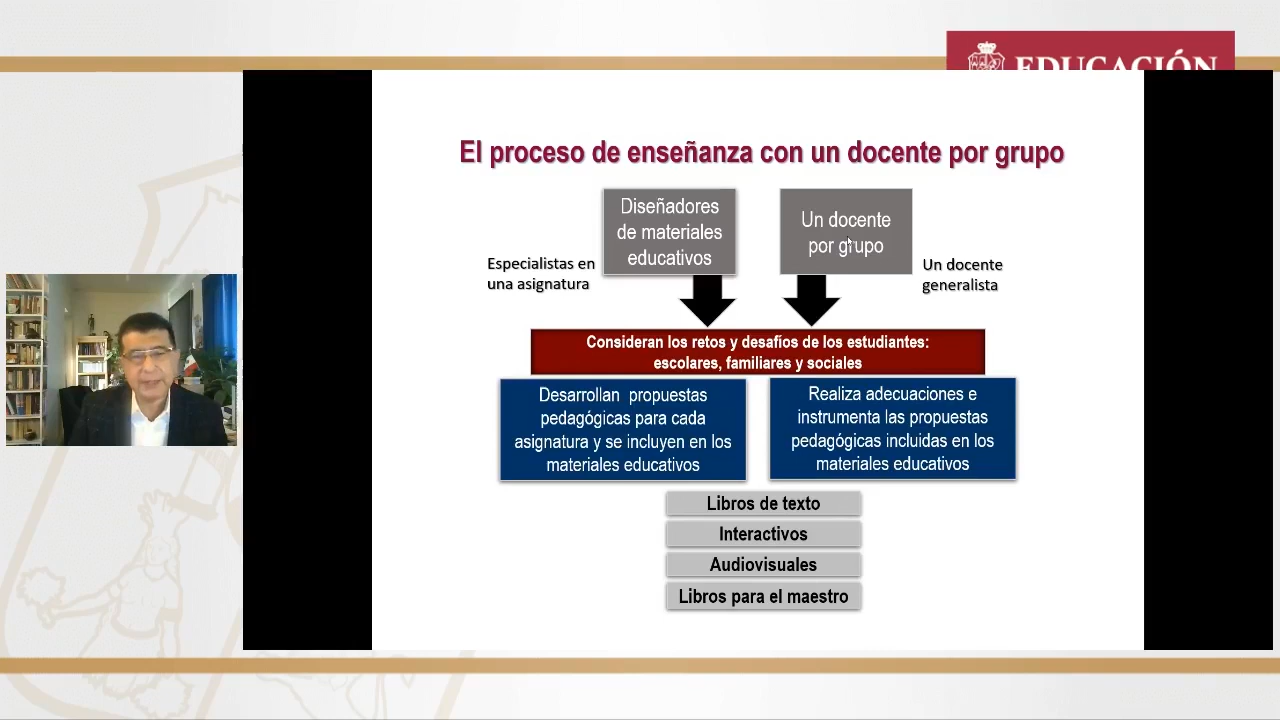 EDUCACIÓN
El proceso de enseñanza con un docente por grupo
Diseñadores
de materiales
educativos
Un docente
por grupo
Especialistas en
una asignatura
Un docente
generalista
Consideran los retos y desafíos de los estudiantes:
escolares, familiares y sociales
Desarrollan propuestas
pedagógicas para cada
asignatura y se incluyen en los
materiales educativos
Realiza adecuaciones e
instrumenta las propuestas
pedagógicas incluidas en los
materiales educativos
Libros de texto
Interactivos
Audiovisuales
Libros para el maestro